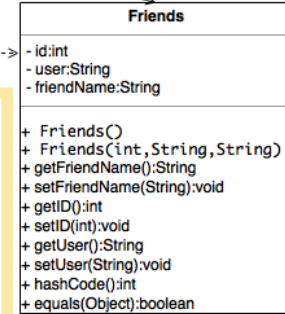 Friends
- id:int
- user:String
- friendName:String
+ Friends()
+ Friends(int,String,String)
+ getFriendName():String
+ setFriendName(String):void
+ getID():int
+ setID(int):void
+ getUser():String
+ setUser(String):void
+ hashCode():int
+ equals(Object):boolean